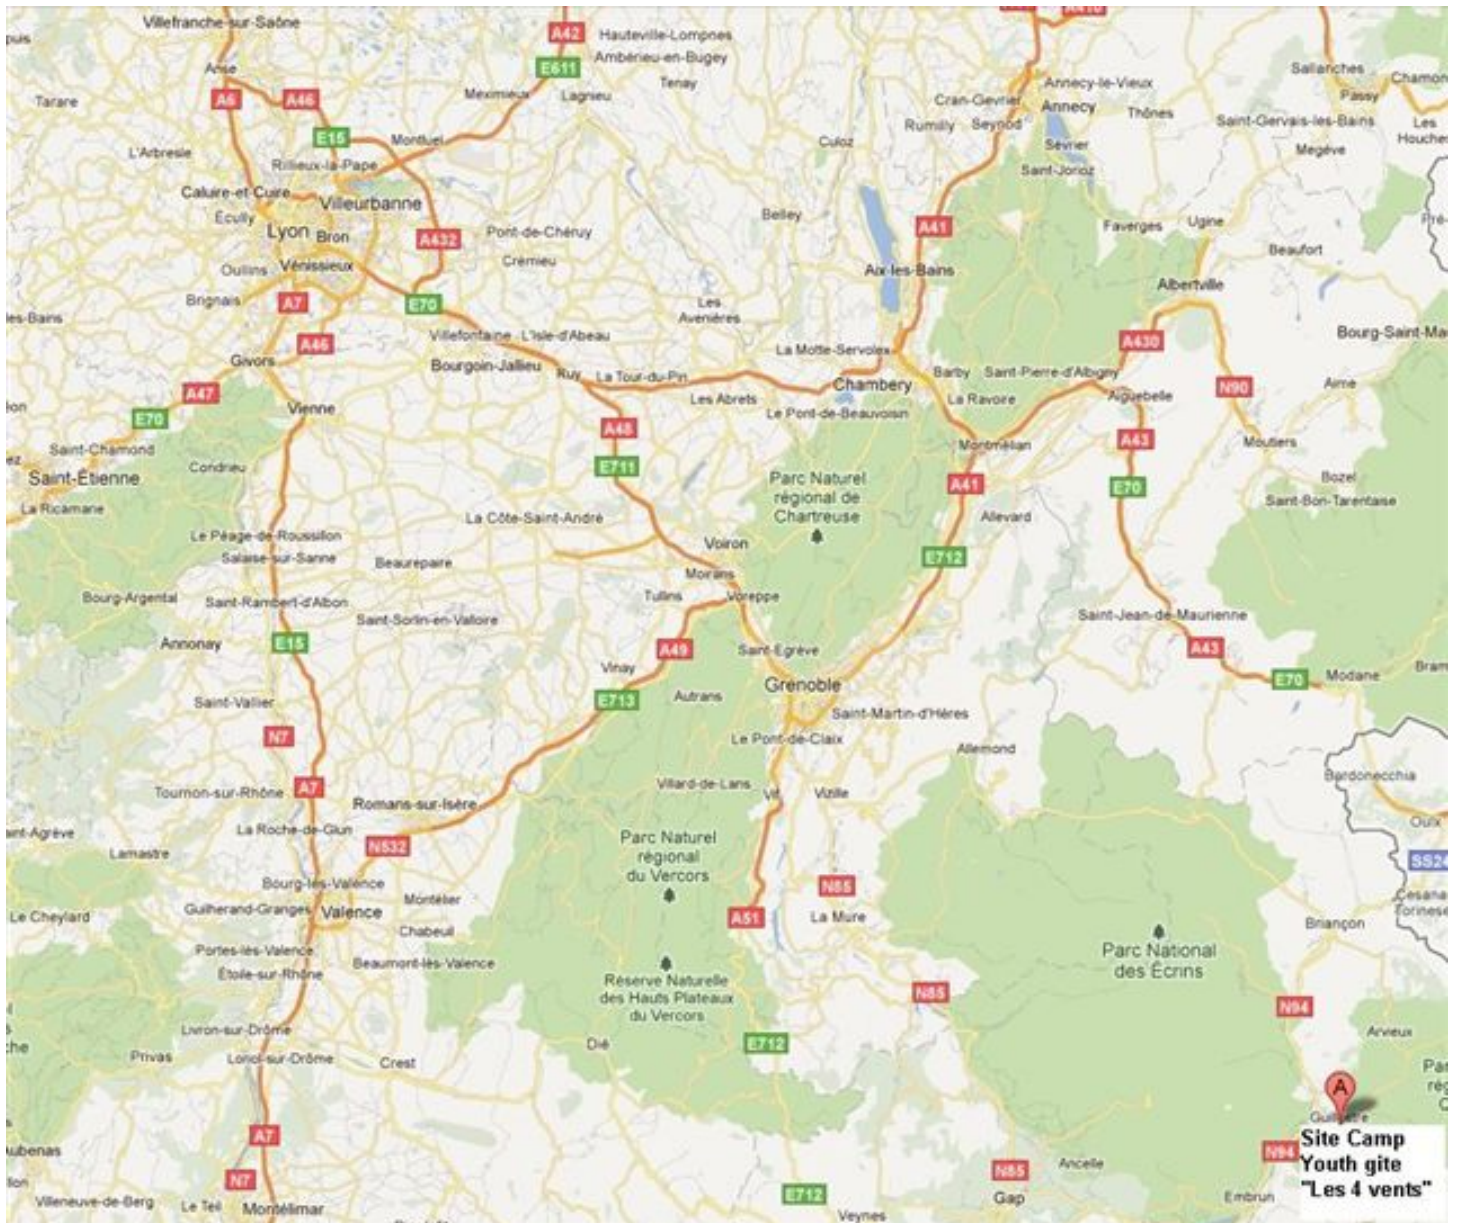 Villefranche-sur-Saône
A42
Hauteville-Lompnes
Ambérieu-en-Bugey
E611
Anse
Tenay
Annecy-le-Vieux
Sallanches
Chamon
Passy
Tarare
A6
A46
Meximieux
Lagnieu
Cran-Gevrier
Annecy
Thônes
Rumilly
Seynod
Saint-Gervais-les-Bains
Les
Houche
E15
Montluel
Culoz
Sévrier
Megève
L'Arbresle
Rillieux-la-Pape
Saint-Jorioz
Caluire-et-Cuire
Villeurbanne
Écully
Belley
A41
Faverges
Ugine
Lyon
Bron
A432
Pont-de-Chéruy
Beaufort
Oullins
Vénissieux
Crémieu
Aix-les-Bains
Albertville
Brignais
A7
E70
Les
Avenières
les-Bains
A46
Villefontaine
L'Isle-d'Abeau
La Motte-Servolex
A430
Bourg-Saint-Ma
Givors
Bourgoin-Jallieu
Ruy
La Tour-du-Pin
Chambery
Barby
Saint-Pierre-d'Albigny
N90
Aime
A47
Les Abrets
La Ravoire
Aiguebelle
E70
Vienne
Le Pont-de-Beauvoisin
A48
A43
Saint-Chamond
Montmélian
Moutiers
Condrieu
E711
Saint-Étienne
Parc Naturel
régional de
Chartreuse
A41
E70
Bozel
Saint-Bon-Tarentaise
La Ricamarie
La Côte-Saint-André
Allevard
Le Péage-de-Roussillon
Salaise-sur-Sanne
Beaurepaire
Voiron
E712
Moirans
Bourg-Argental
Saint-Rambert-d'Albon
Tullins
Voreppe
Saint-Sorlin-en-Valloire
Saint-Jean-de-Maurienne
Annonay
E15
A49
Saint-Egrève
A43
Vinay
Grenoble
E70
Modane
Bram
Saint-Vallier
E713
Autrans
Saint-Martin-d'Hères
N7
Le Pont-de-Claix
Allemond
Bardonecchia
Tournon-sur-Rhône
A7
Romans-sur-Isère
Villard-de-Lans
Vif
Vizille
Oulx
La Roche-de-Glun
N532
Parc Naturel
régional
du Vercors
int-Agrève
Lamastre
SS24
Bourg-lès-Valence
Montélier
N85
Cesana
Torinese
Le Cheylard
Guilherand-Granges
Valence
Chabeuil
A51
La Mure
Briançon
Portes-lès-Valence
Étoile-sur-Rhône
Beaumont-lès-Valence
Parc National
des Écrins
Réserve Naturelle
des Hauts Plateaux
du Vercors
N85
N94
Livron-sur-Drôme
Arvieux
Privas
Loriol-sur-Drôme
Crest
Die
E712
A
A7
Site Camp
Youth gite
"Les 4 vents"
ubenas
N94
N7
N85
Ancelle
Villeneuve-de-Berg
Le Teil
Montélimar
E712
Gap
Embrun
Veynes